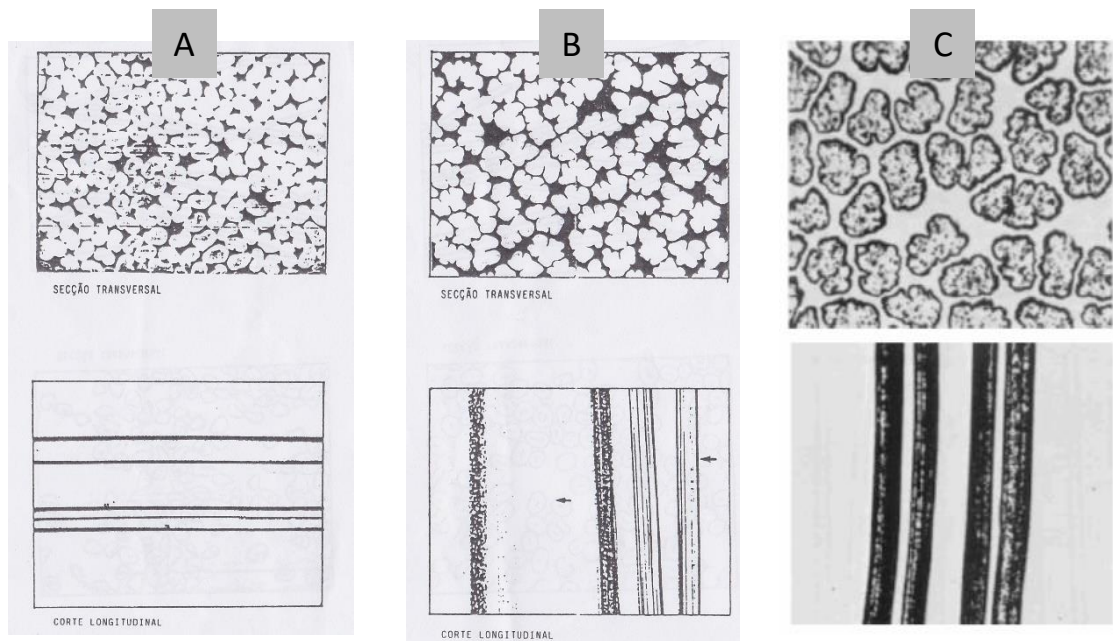 A
B
C
SECÇÃO TRANSVERSAL
SECÇÃO TRANSVERSAL
CORTE LONGITUDINAL
CORTE LONGITUDINAL